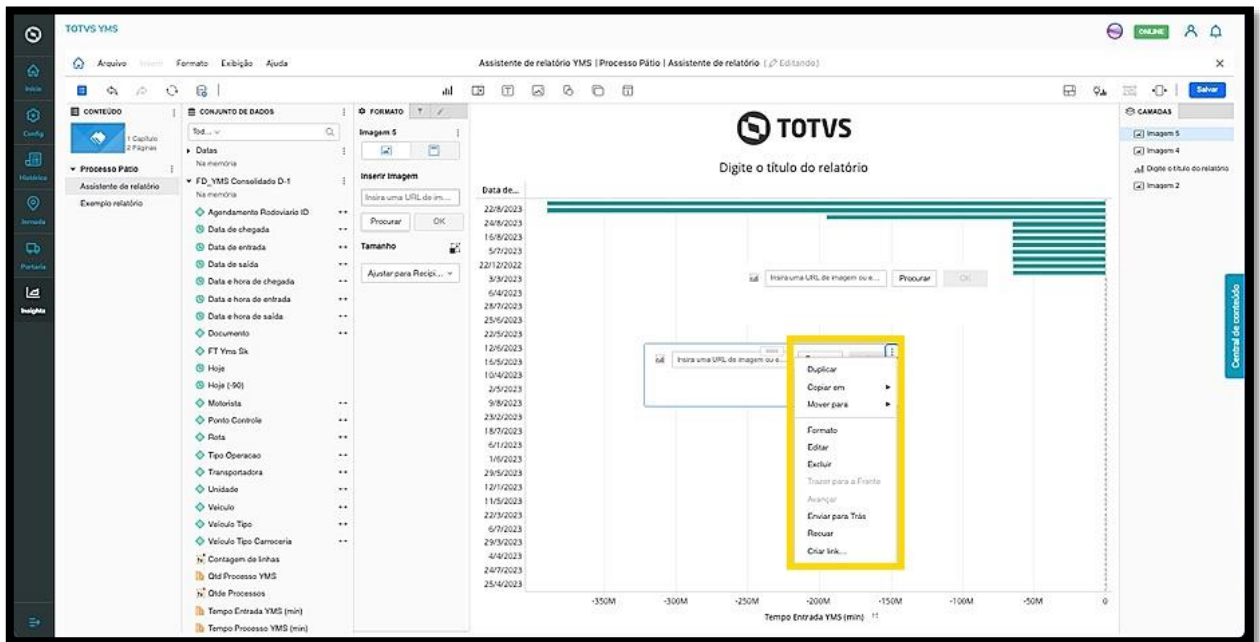 TOTVS YMS
ONLINE
Arquivo Inserir Formato Exibição Ajuda
Assistente de relatório YMS | Processo Pátio | Assistente de relatório ( Editando)
Salvar
Início
Config
Histórico
Jornada
Portaria
Insights
CONTEÚDO
1 Capítulo
2 Páginas
Processo Pátio
Assistente de relatório
Exemplo relatório
CONJUNTO DE DADOS
Tod...
Datas
Na memória
FD_YMS Consolidado D-1
Na memória
Agendamento Rodoviario ID
Data de chegada
Data de entrada
Data de saída
Data e hora de chegada
Data e hora de entrada
Data e hora de saída
Documento
FT Yms Sk
Hoje
Hoje (-90)
Motorista
Ponto Controle
Rota
Tipo Operacao
Transportadora
Unidade
Veiculo
Veiculo Tipo
Veiculo Tipo Carroceria
Contagem de linhas
Qtd Processo YMS
Qtde Processos
Tempo Entrada YMS (min)
Tempo Processo YMS (min)
FORMATO
Imagem 5
Inserir Imagem
Insira uma URL de im...
Procurar OK
Tamanho
Ajustar para Recipi...
TOTVS
Digite o título do relatório
Data de...
22/8/2023
24/8/2023
16/8/2023
5/7/2023
22/12/2022
3/3/2023
6/4/2023
28/7/2023
25/6/2023
22/5/2023
12/6/2023
16/5/2023
10/4/2023
2/5/2023
9/8/2023
23/2/2023
18/7/2023
6/1/2023
1/6/2023
29/5/2023
12/1/2023
11/5/2023
22/3/2023
6/7/2023
29/3/2023
4/4/2023
24/7/2023
25/4/2023
Insira uma URL de imagem ou e... Procurar OK
Insira uma URL de imagem ou e...
Duplicar
Copiar em
Mover para
Formato
Editar
Excluir
Trazer para a Frente
Avançar
Enviar para Trás
Recuar
Criar link...
-350M -300M -250M -200M -150M -100M -50M 0
Tempo Entrada YMS (min)
CAMADAS
Imagem 5
Imagem 4
Digite o título do relatório
Imagem 2
Central de conteúdo